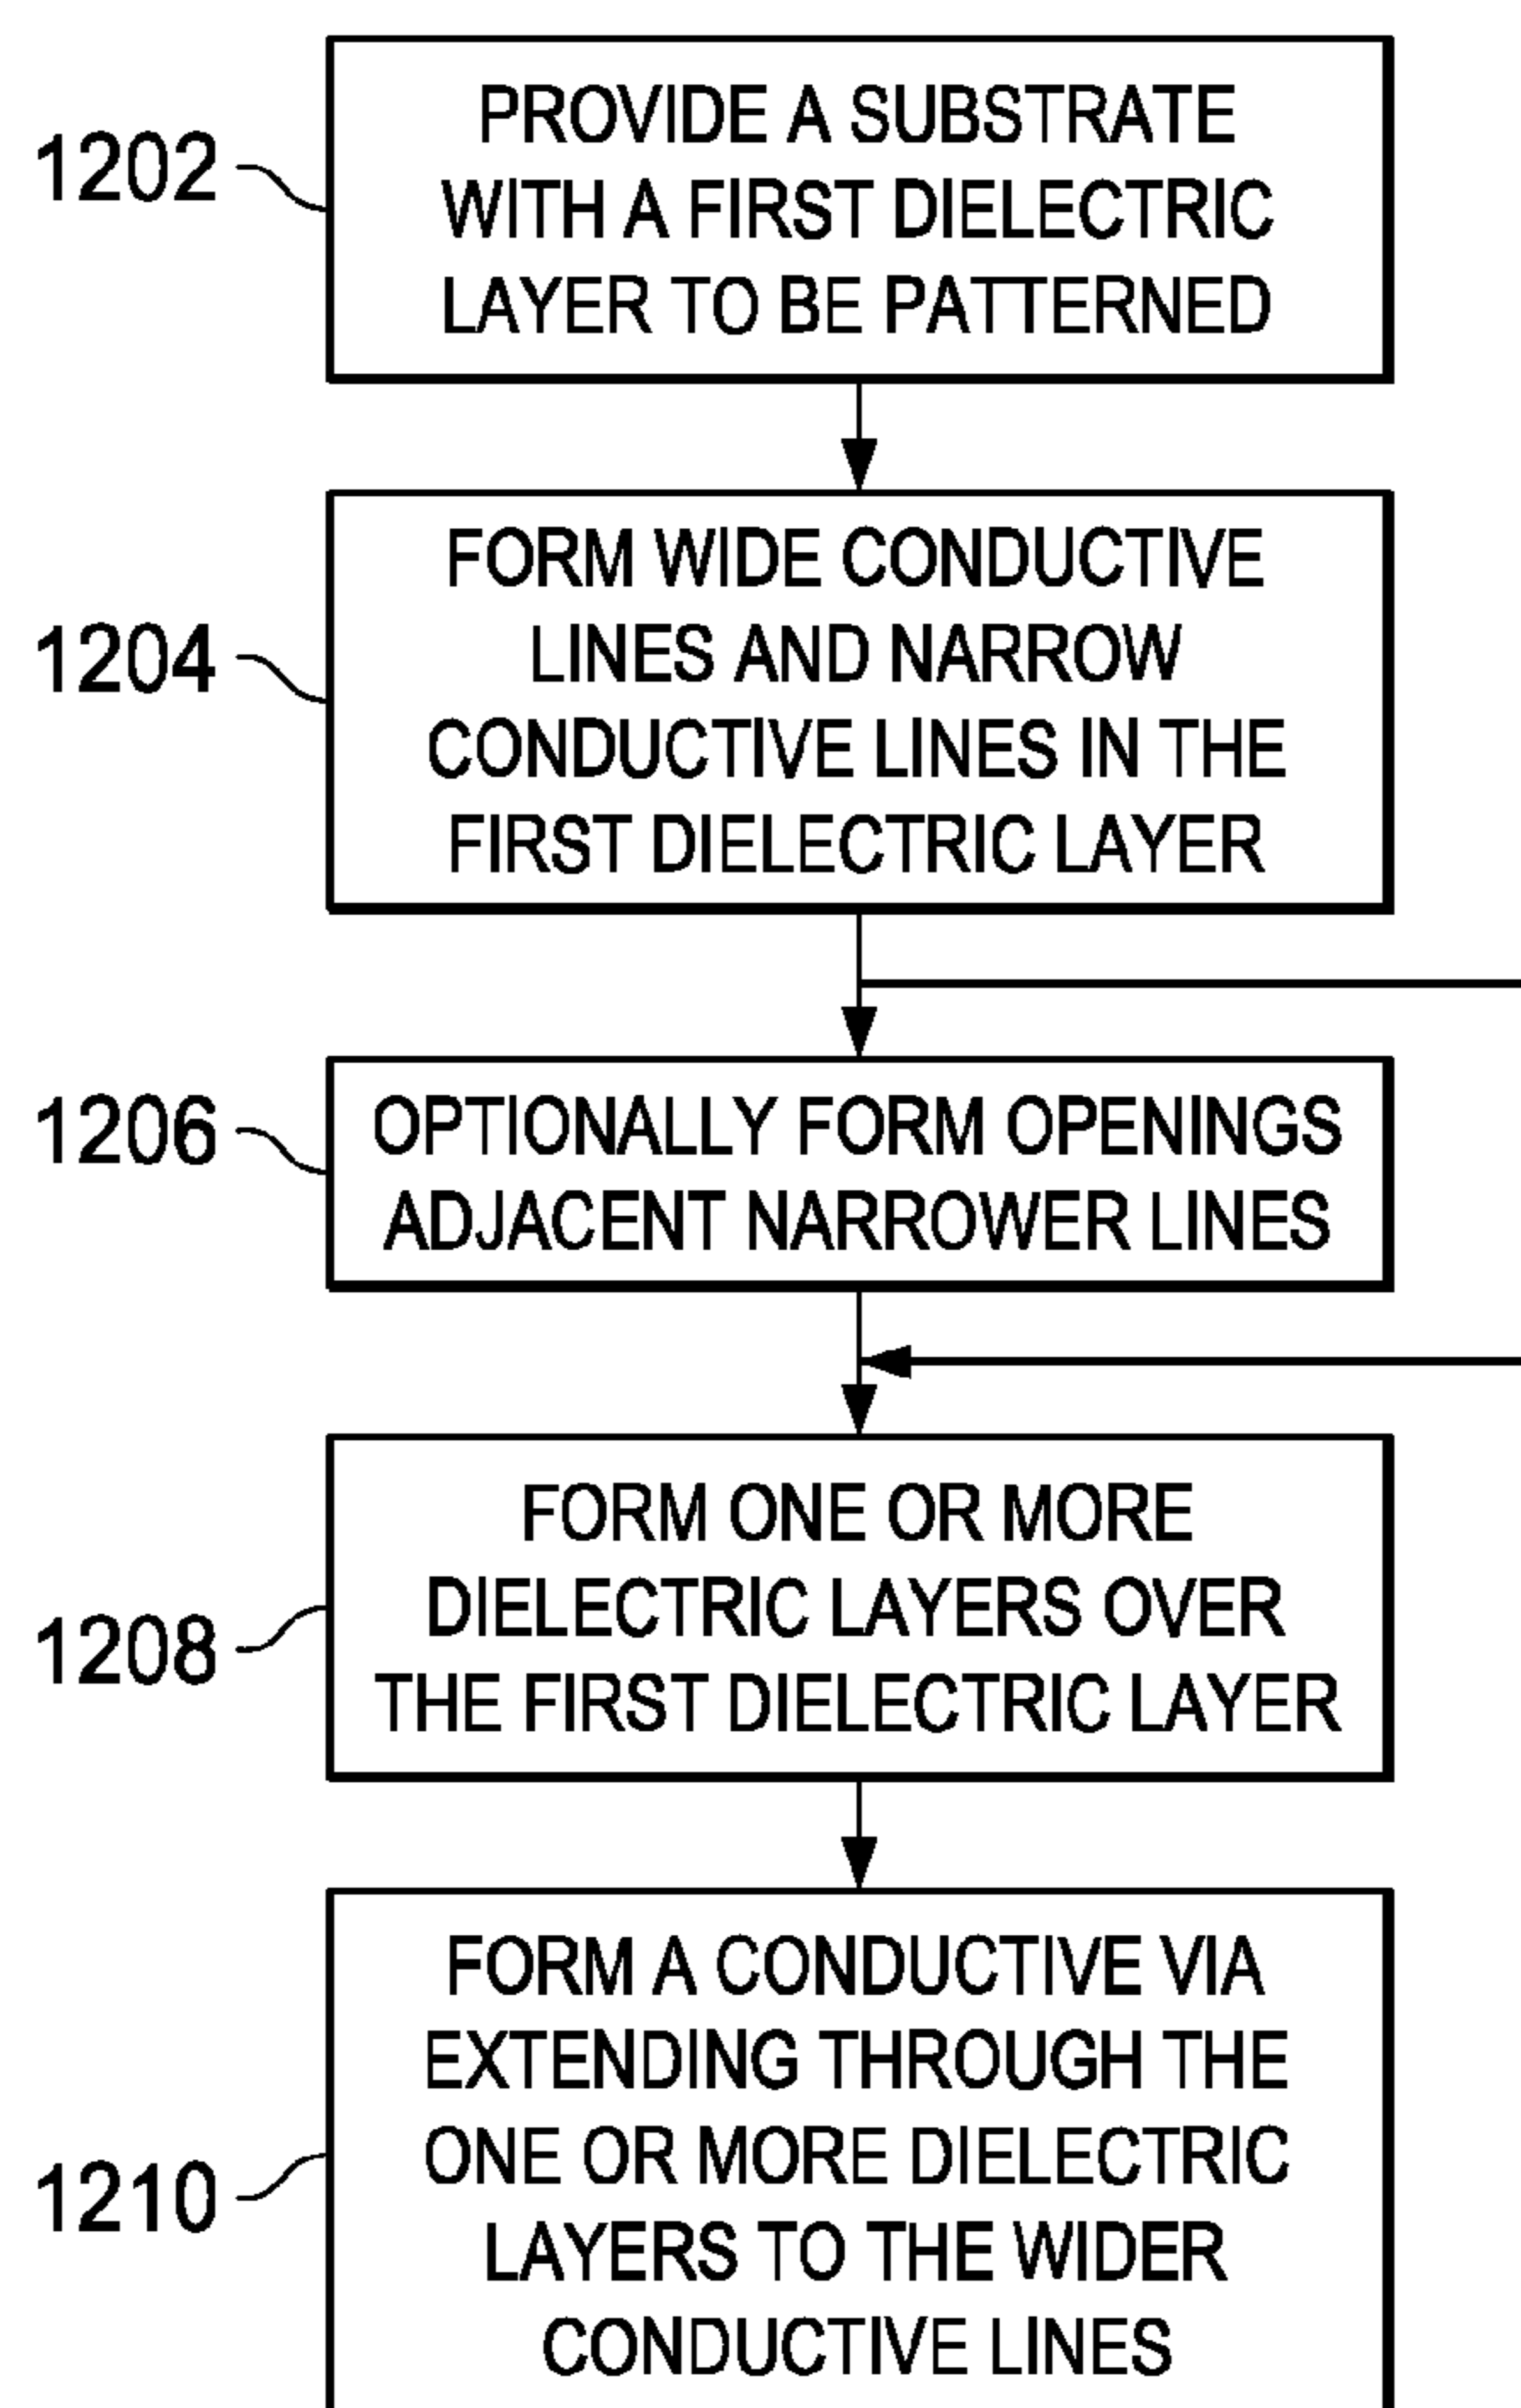 1202
PROVIDE A SUBSTRATE
WITH A FIRST DIELECTRIC
LAYER TO BE PATTERNED
1204
FORM WIDE CONDUCTIVE
LINES AND NARROW
CONDUCTIVE LINES IN THE
FIRST DIELECTRIC LAYER
1206
OPTIONALLY FORM OPENINGS
ADJACENT NARROWER LINES
1208
FORM ONE OR MORE
DIELECTRIC LAYERS OVER
THE FIRST DIELECTRIC LAYER
1210
FORM A CONDUCTIVE VIA
EXTENDING THROUGH THE
ONE OR MORE DIELECTRIC
LAYERS TO THE WIDER
CONDUCTIVE LINES